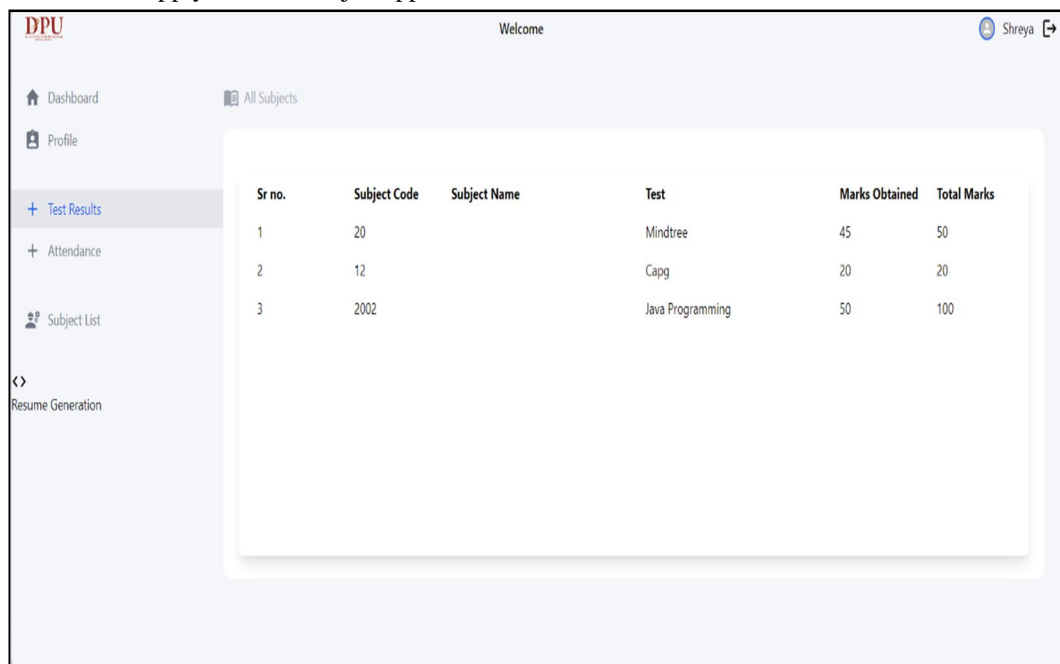 DPU
Welcome
Shreya
Dashboard
All Subjects
Profile
Sr no. Subject Code Subject Name Test Marks Obtained Total Marks
Test Results
1 20 Mindtree 45 50
Attendance
2 12 Capg 20 20
3 2002 Java Programming 50 100
Subject List
Resume Generation